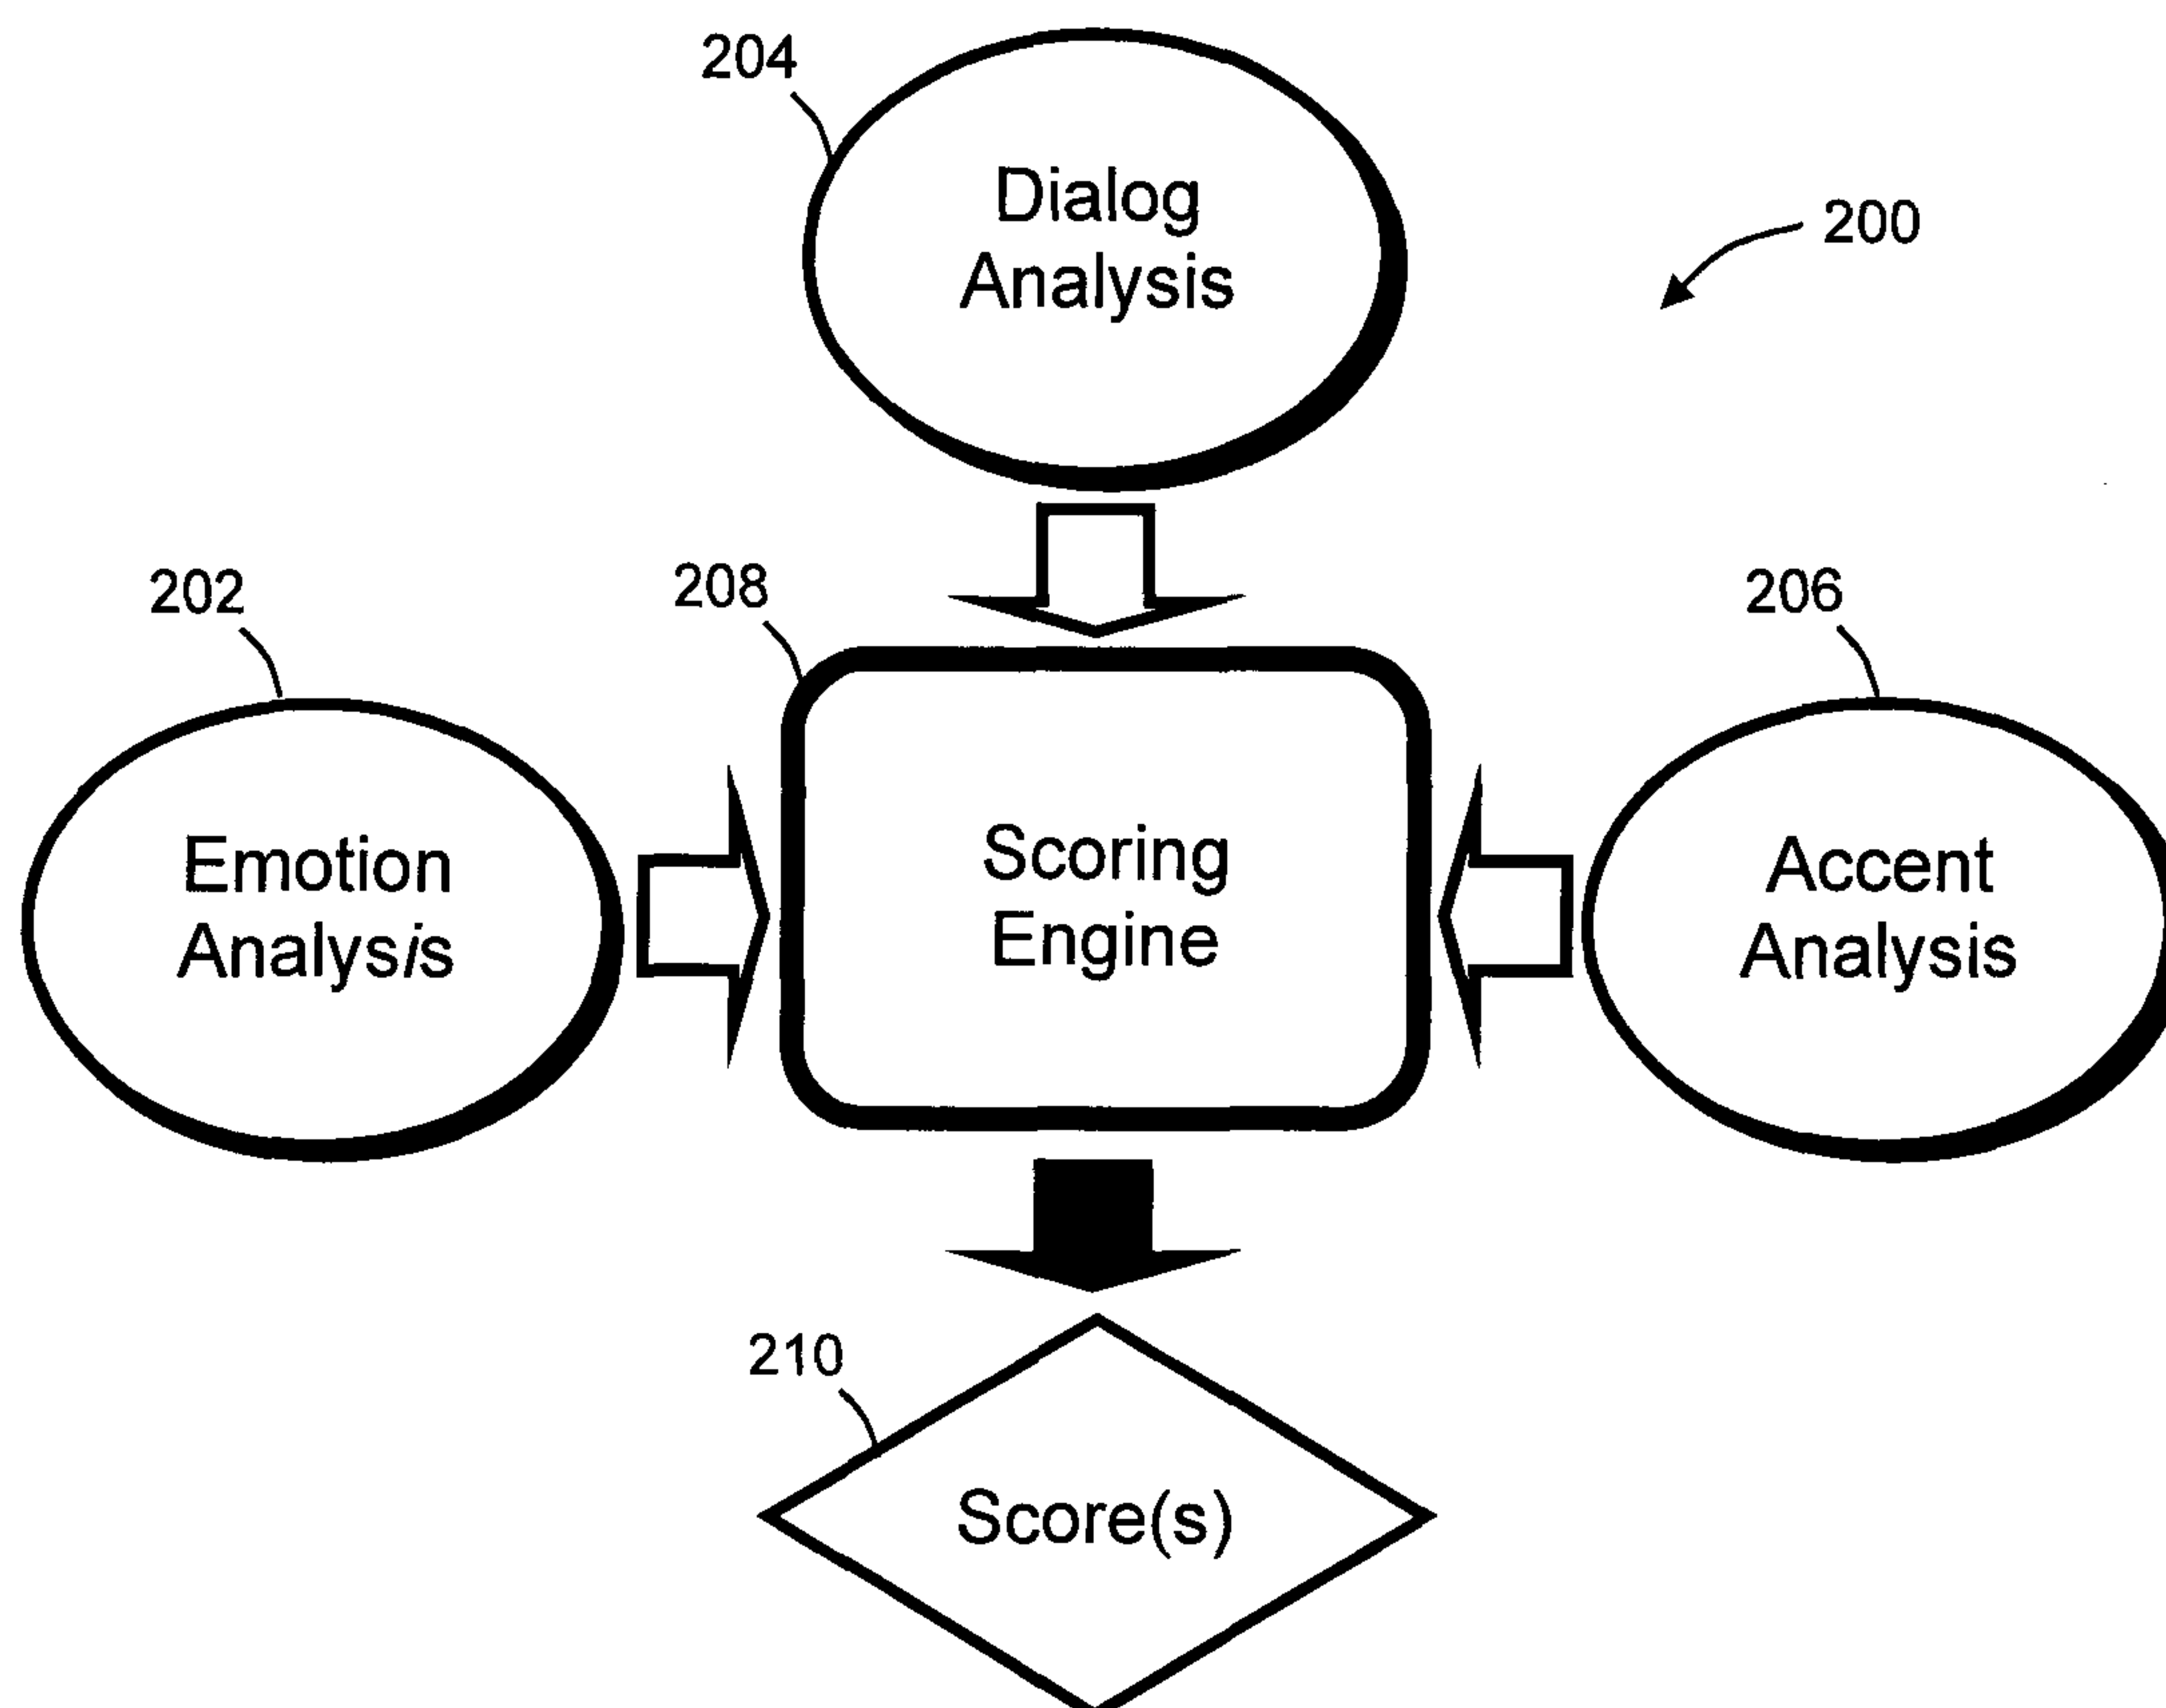 204
Dialog
Analysis
200
202
208
206
Emotion
Analysis
Scoring
Engine
Accent
Analysis
210
Score(s)